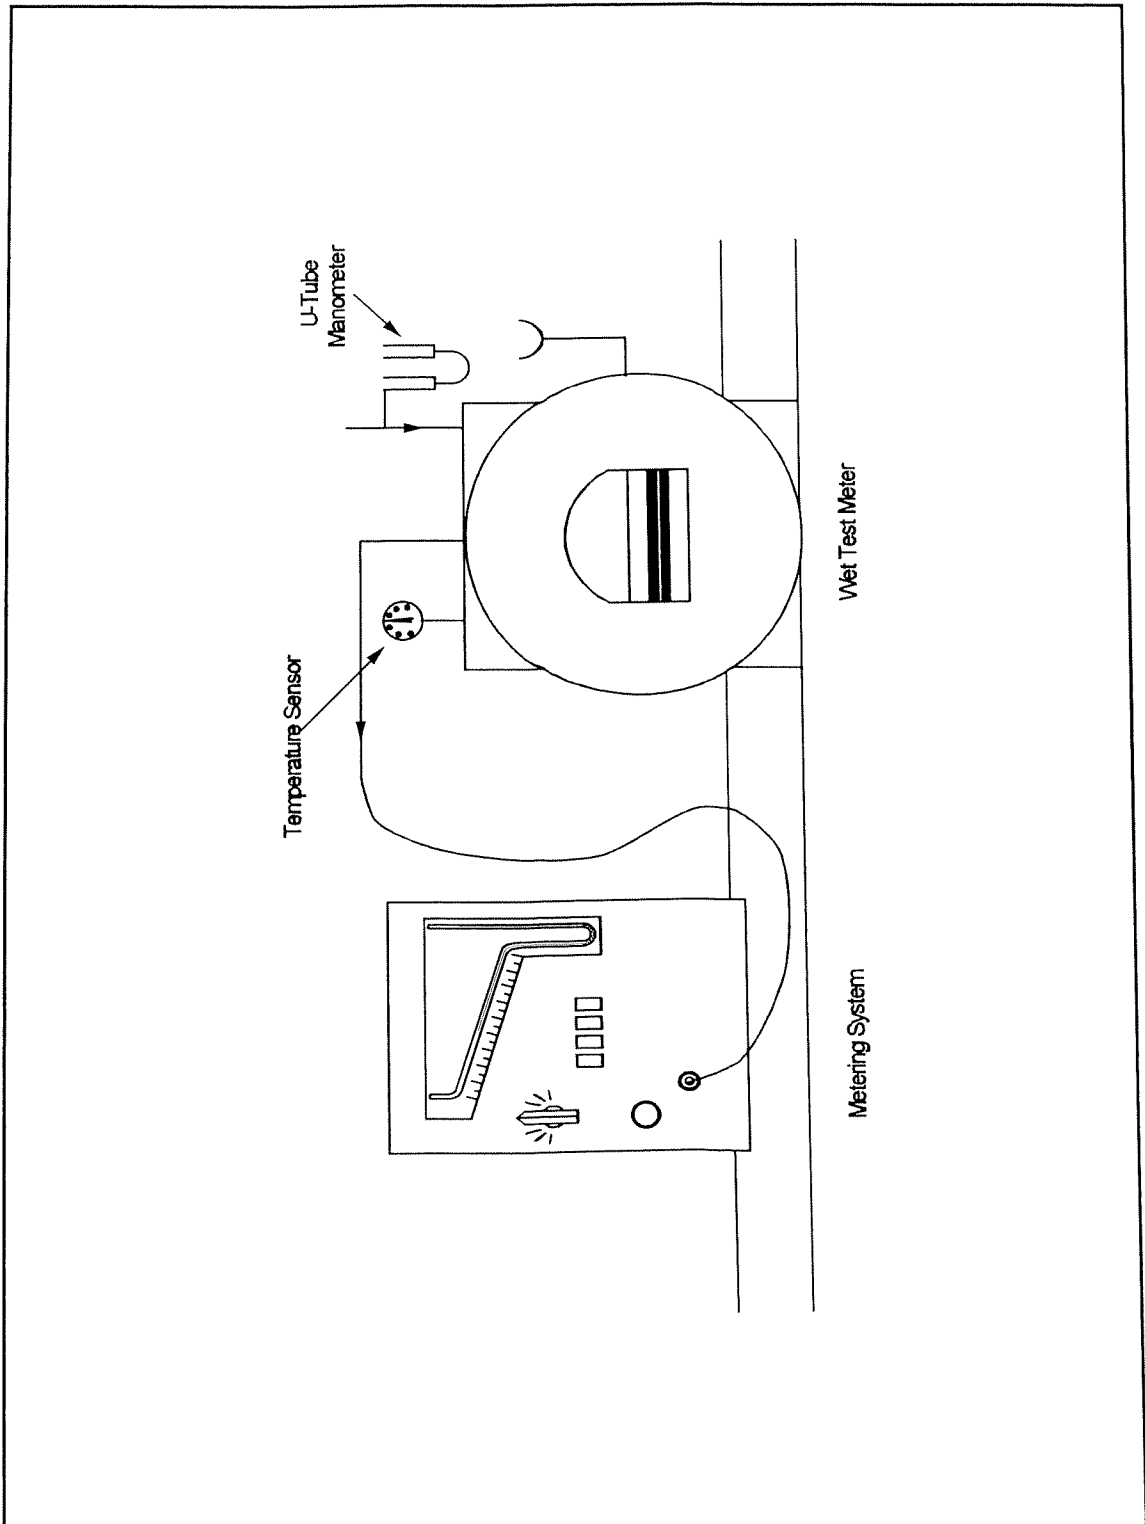 U-Tube
Manometer
Temperature Sensor
Wet Test Meter
Metering System